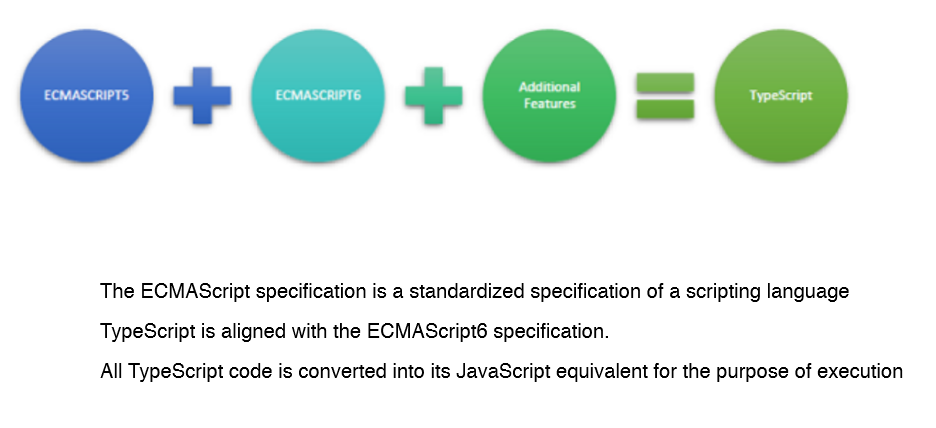 ECMASCRIPT5
ECMASCRIPT6
Additional
Features
TypeScript
The ECMAScript specification is a standardized specification of a scripting language
TypeScript is aligned with the ECMAScript6 specification.
All TypeScript code is converted into its JavaScript equivalent for the purpose of execution